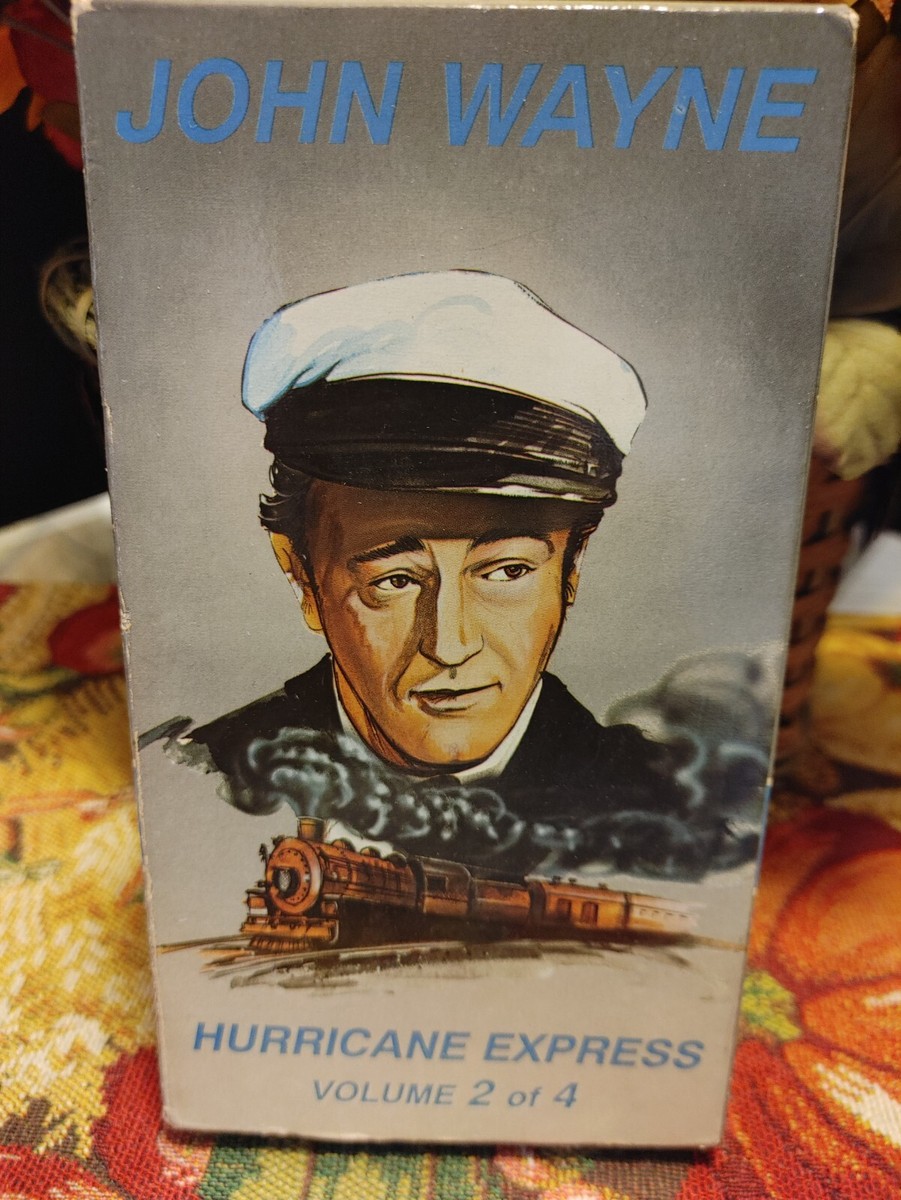 JOHN WAYNE
HURRICANE EXPRESS
VOLUME 2 of 4